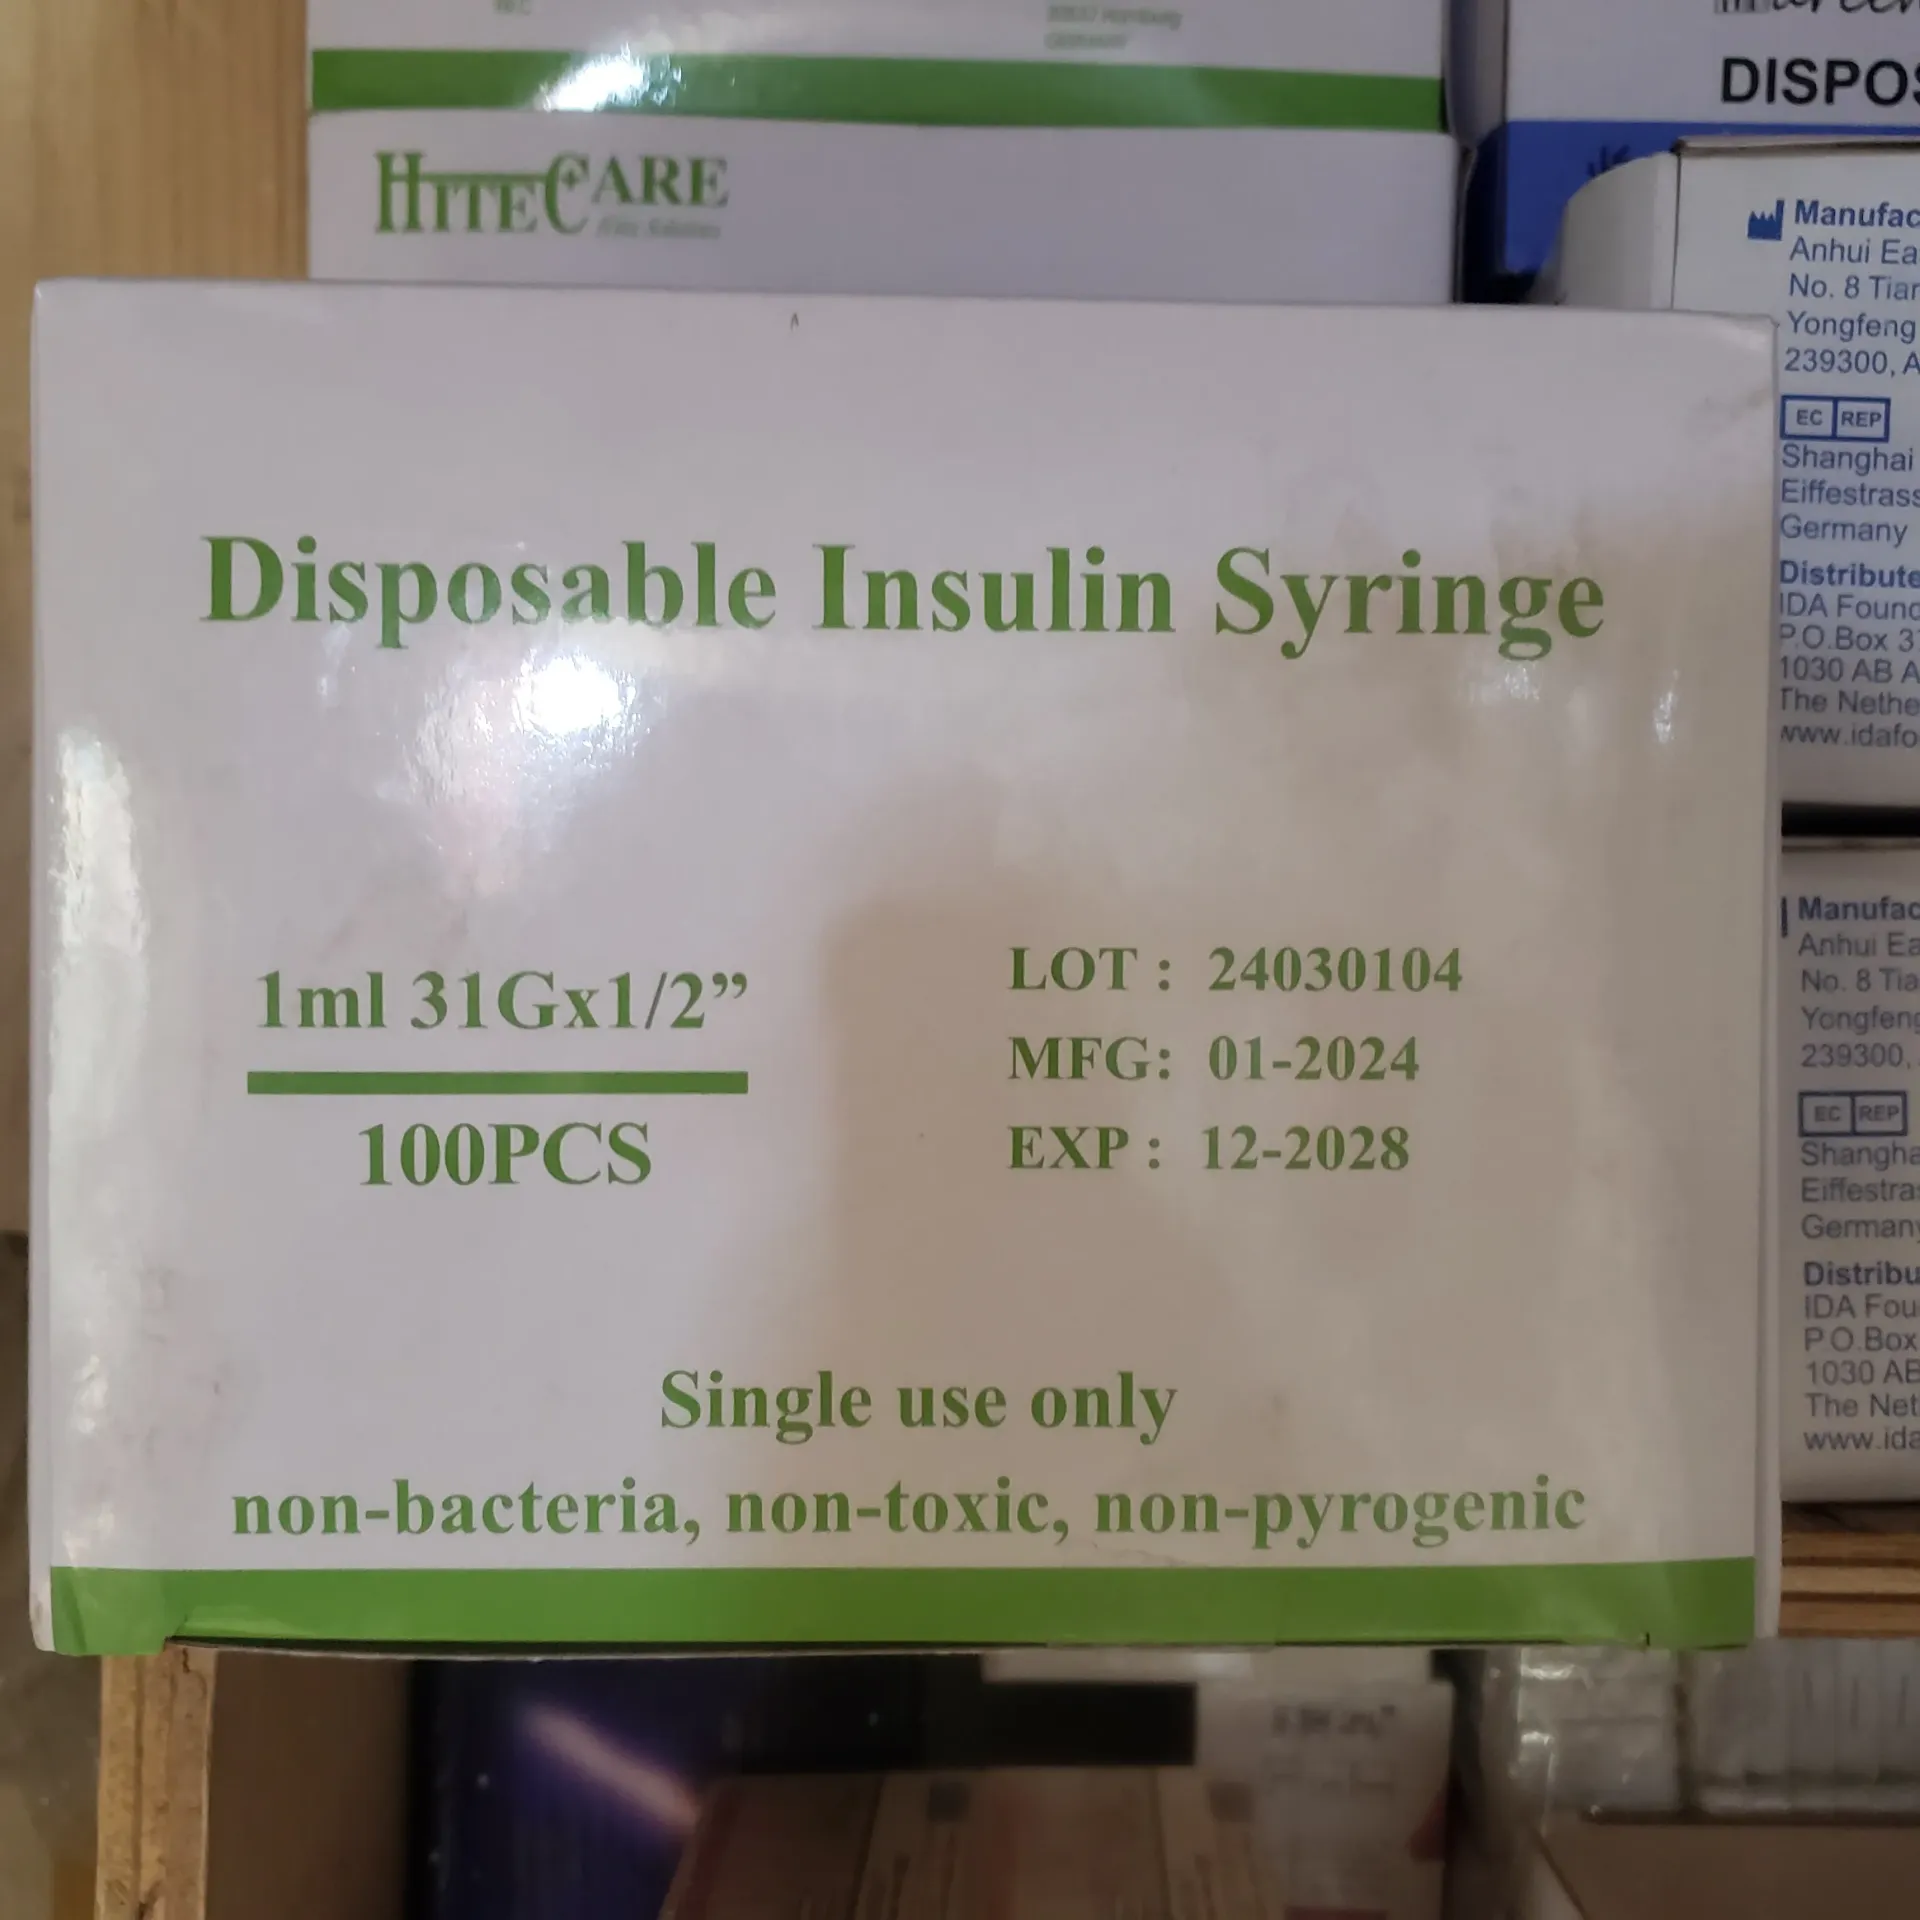 GERMANY
HITECARE
DISPOS
Disposable Insulin Syringe
1ml 31Gx1/2”
100PCS
LOT : 24030104
MFG: 01-2024
EXP : 12-2028
Single use only
non-bacteria, non-toxic, non-pyrogenic
Manufac
Anhui Ea
No. 8 Tian
Yongfeng
239300, A
EC REP
Shanghai
Eiffestrass
Germany
Distribute
IDA Found
P.O.Box 3
1030 AB A
The Nethe
www.idafo
Manufac
Anhui Ea
No. 8 Tia
Yongfeng
239300,
EC REP
Shangha
Eiffestra
Germany
Distribu
IDA Fou
P.O.Box
1030 AB
The Net
www.ida